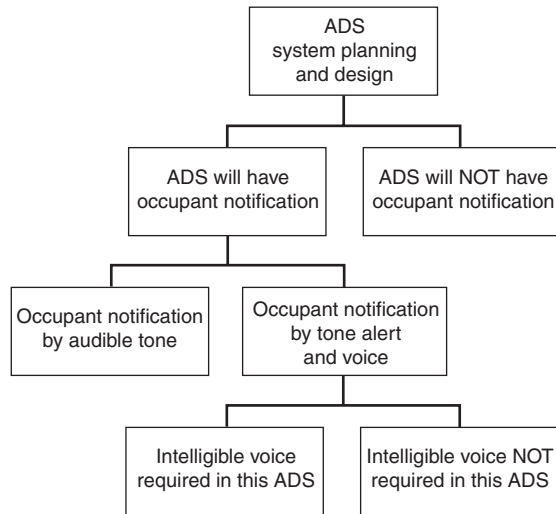 ADS
system planning
and design
ADS will have
occupant notification
ADS will NOT have
occupant notification
Occupant notification
by audible tone
Occupant notification
by tone alert
and voice
Intelligible voice
required in this ADS
Intelligible voice NOT
required in this ADS